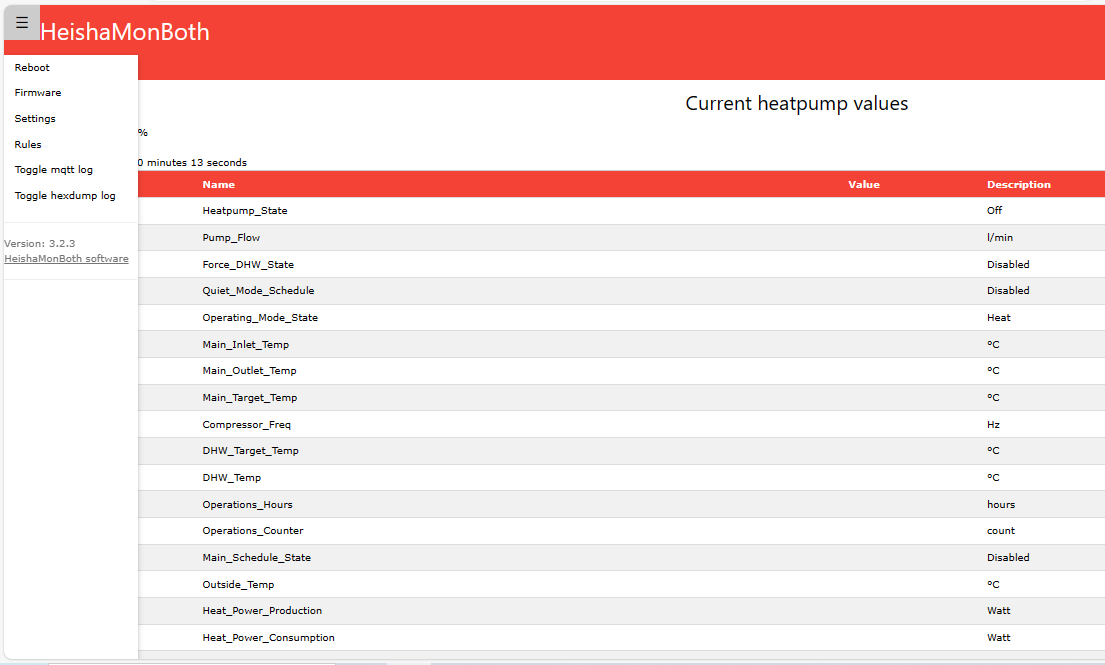 ☰ HeishaMonBoth
Reboot
Firmware
Settings
Rules
Toggle mqtt log
Toggle hexdump log
Version: 3.2.3
HeishaMonBoth software
Current heatpump values
%
0 minutes 13 seconds
Name Value Description
Heatpump_State Off
Pump_Flow l/min
Force_DHW_State Disabled
Quiet_Mode_Schedule Disabled
Operating_Mode_State Heat
Main_Inlet_Temp °C
Main_Outlet_Temp °C
Main_Target_Temp °C
Compressor_Freq Hz
DHW_Target_Temp °C
DHW_Temp °C
Operations_Hours hours
Operations_Counter count
Main_Schedule_State Disabled
Outside_Temp °C
Heat_Power_Production Watt
Heat_Power_Consumption Watt